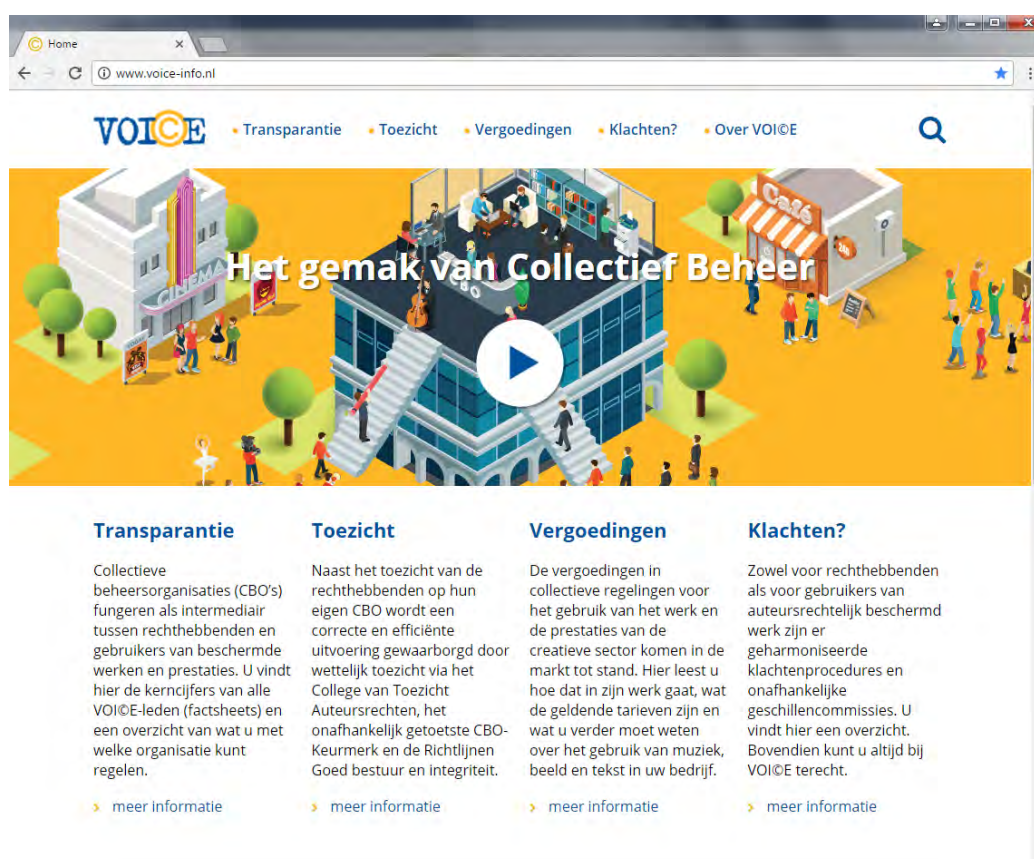 Home
www.voice-info.nl
VOI©E
Transparantie
Toezicht
Vergoedingen
Klachten?
Over VOI©E
Café
CINEMA
Het gemak van Collectief Beheer
CBO
Transparantie
Collectieve
beheersorganisaties (CBO's)
fungeren als intermediair
tussen rechthebbenden en
gebruikers van beschermde
werken en prestaties. U vindt
hier de kerncijfers van alle
VOI©E-leden (factsheets) en
een overzicht van wat u met
welke organisatie kunt
regelen.
› meer informatie
Toezicht
Naast het toezicht van de
rechthebbenden op hun
eigen CBO wordt een
correcte en efficiënte
uitvoering gewaarborgd door
wettelijk toezicht via het
College van Toezicht
Auteursrechten, het
onafhankelijk getoetste CBO-
Keurmerk en de Richtlijnen
Goed bestuur en integriteit.
› meer informatie
Vergoedingen
De vergoedingen in
collectieve regelingen voor
het gebruik van het werk en
de prestaties van de
creatieve sector komen in de
markt tot stand. Hier leest u
hoe dat in zijn werk gaat, wat
de geldende tarieven zijn en
wat u verder moet weten
over het gebruik van muziek,
beeld en tekst in uw bedrijf.
› meer informatie
Klachten?
Zowel voor rechthebbenden
als voor gebruikers van
auteursrechtelijk beschermd
werk zijn er
geharmoniseerde
klachtenprocedures en
onafhankelijke
geschillencommissies. U
vindt hier een overzicht.
Bovendien kunt u altijd bij
VOI©E terecht.
› meer informatie